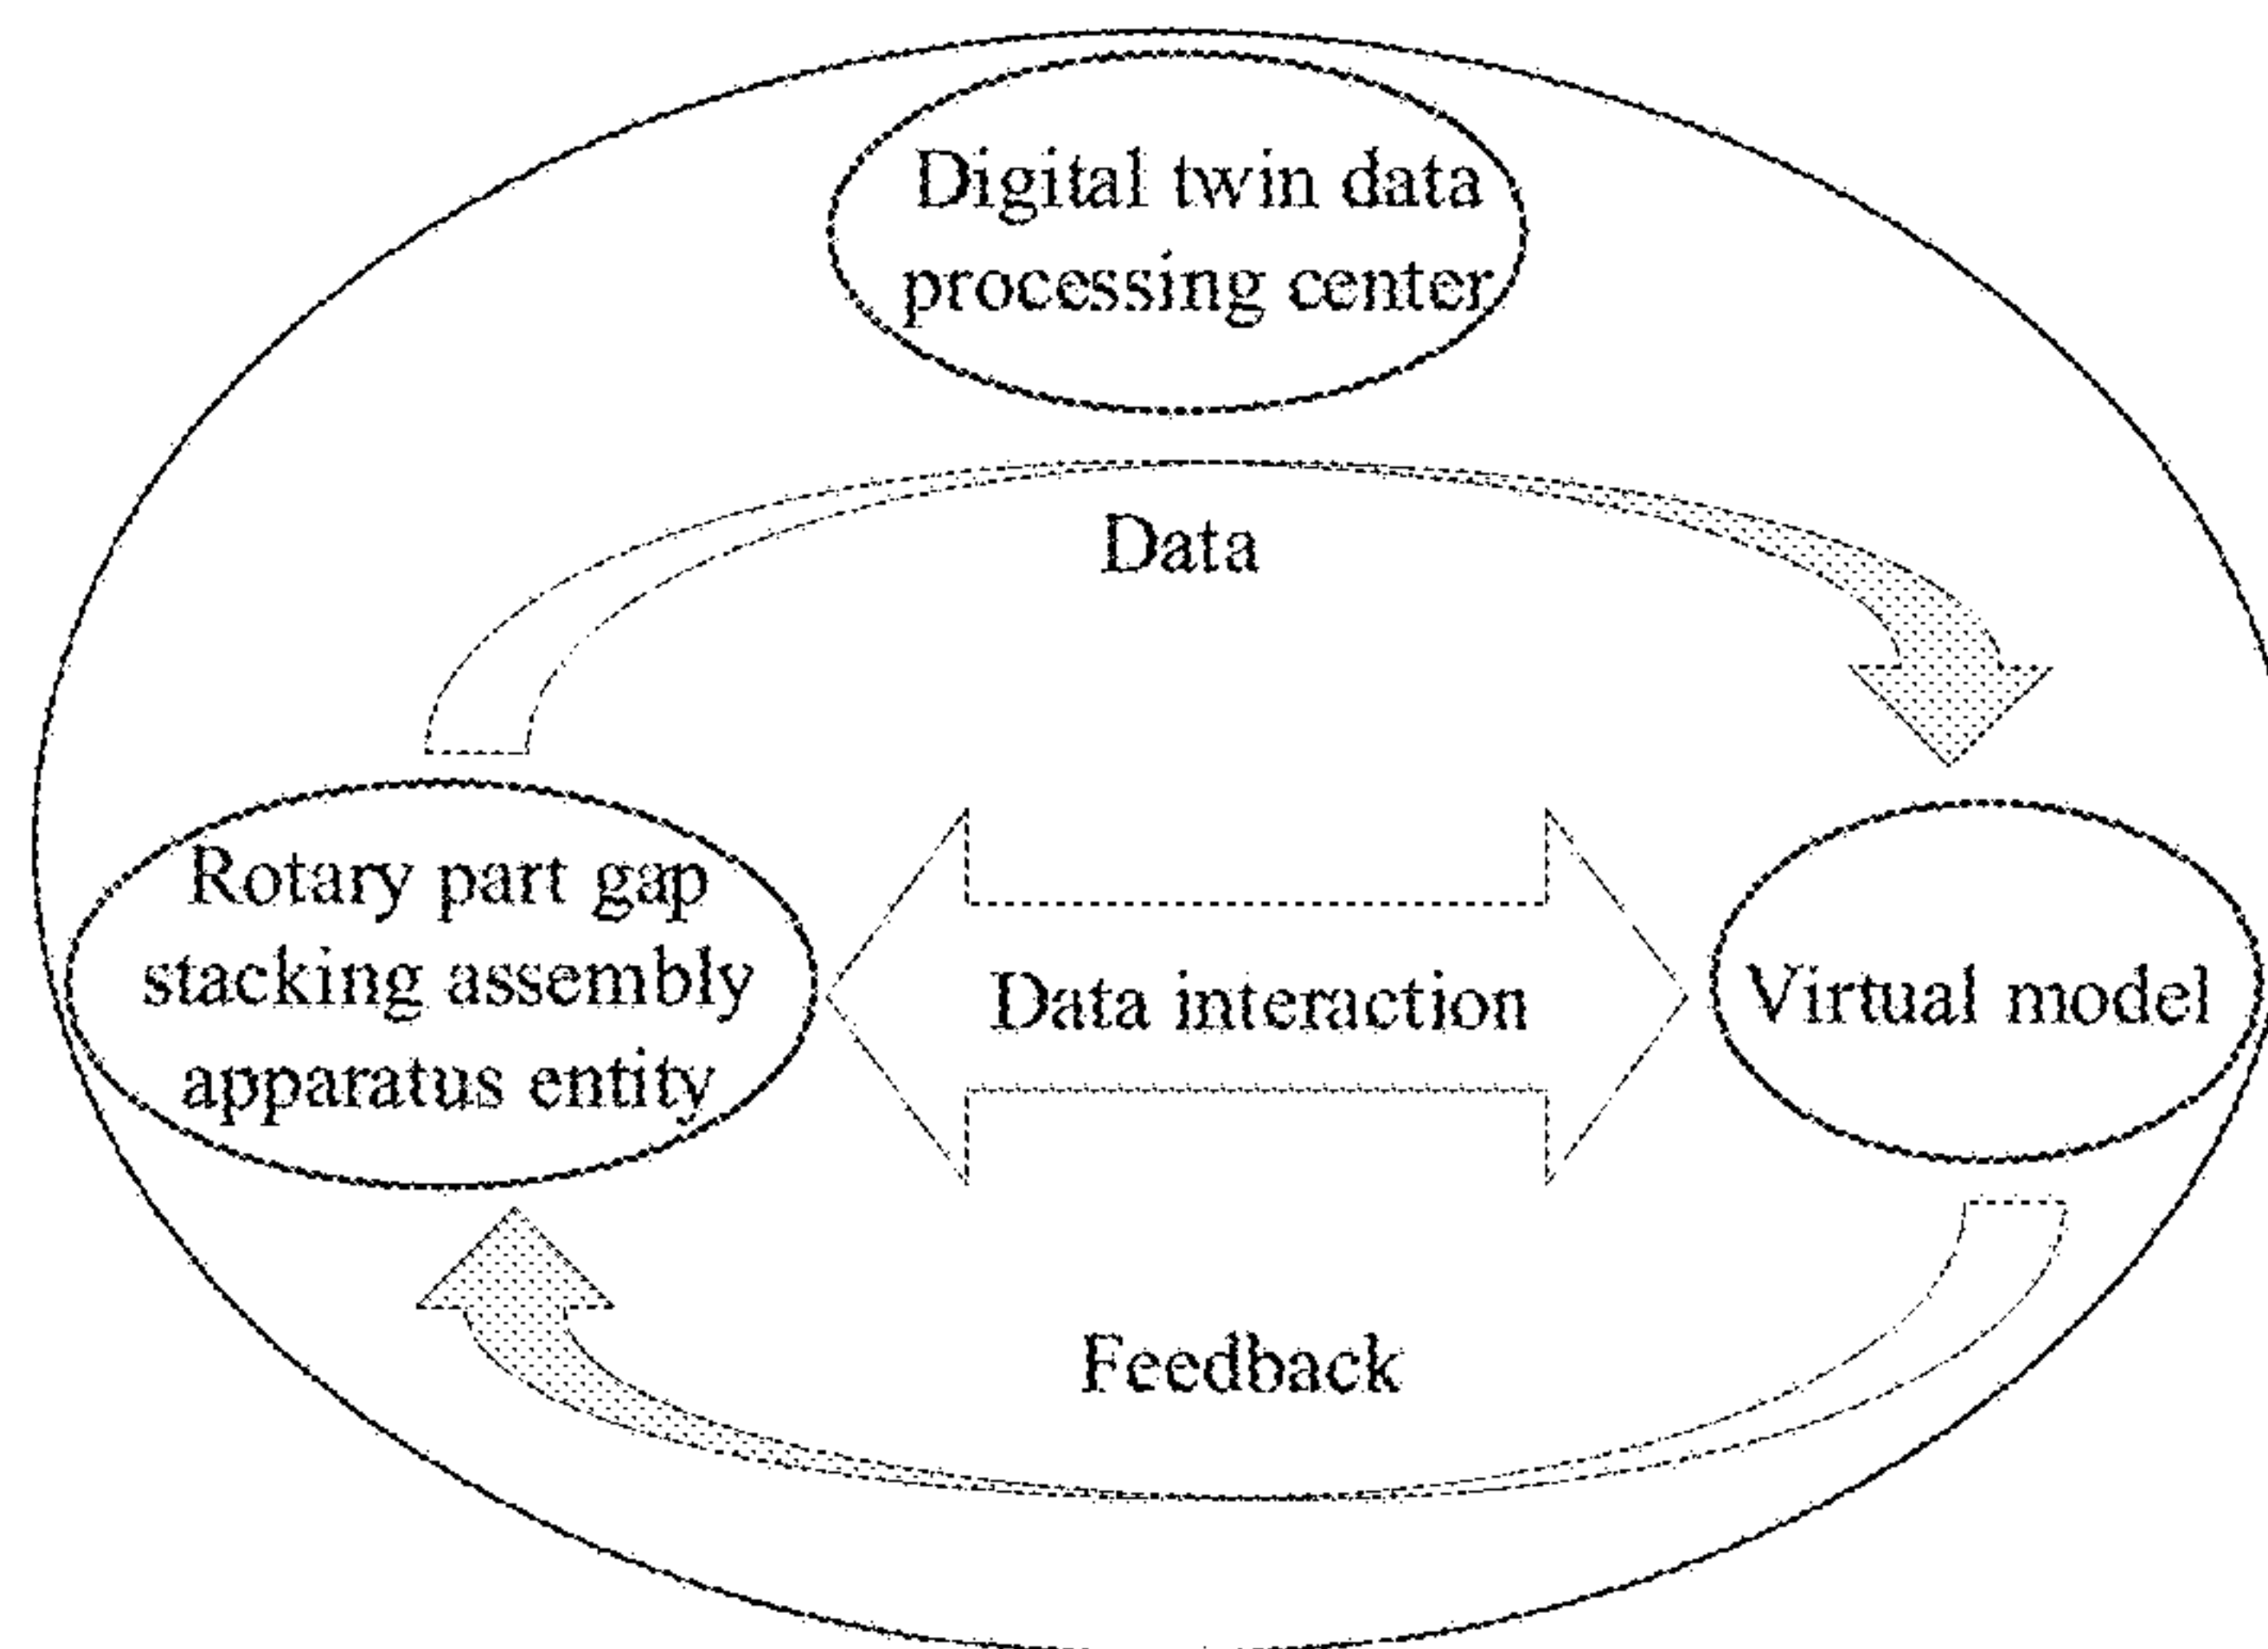 Digital twin data
processing center
Data
Rotary part gap
stacking assembly
apparatus entity
Data interaction
Virtual model
Feedback